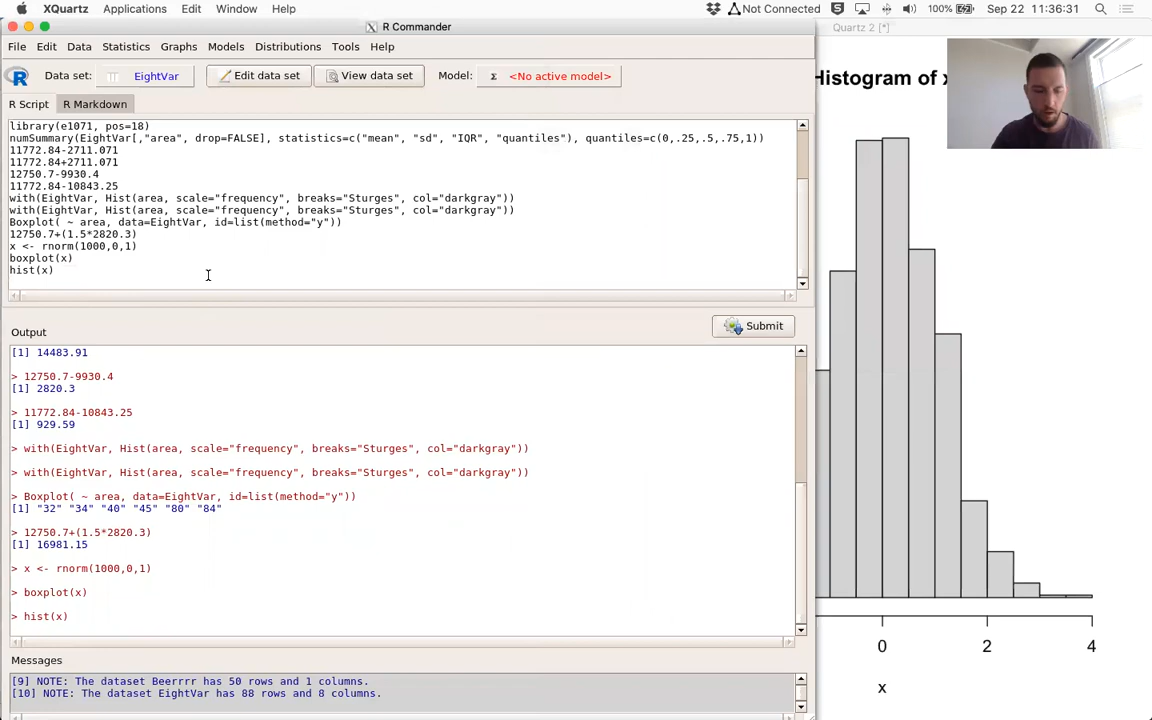 XQuartz Applications Edit Window Help Not Connected 100% Sep 22 11:36:31
R Commander
Quartz 2 [*]
File Edit Data Statistics Graphs Models Distributions Tools Help
Data set: EightVar Edit data set View data set Model: Σ <No active model>
R Script R Markdown
library(e1071, pos=18)
numSummary(EightVar[,"area", drop=FALSE], statistics=c("mean", "sd", "IQR", "quantiles"), quantiles=c(0,.25,.5,.75,1))
11772.84-2711.071
11772.84+2711.071
12750.7-9930.4
11772.84-10843.25
with(EightVar, Hist(area, scale="frequency", breaks="Sturges", col="darkgray"))
with(EightVar, Hist(area, scale="frequency", breaks="Sturges", col="darkgray"))
Boxplot( ~ area, data=EightVar, id=list(method="y"))
12750.7+(1.5*2820.3)
x <- rnorm(1000,0,1)
boxplot(x)
hist(x)
Output
Submit
[1] 14483.91
> 12750.7-9930.4
[1] 2820.3
> 11772.84-10843.25
[1] 929.59
> with(EightVar, Hist(area, scale="frequency", breaks="Sturges", col="darkgray"))
> with(EightVar, Hist(area, scale="frequency", breaks="Sturges", col="darkgray"))
> Boxplot( ~ area, data=EightVar, id=list(method="y"))
[1] "32" "34" "40" "45" "80" "84"
> 12750.7+(1.5*2820.3)
[1] 16981.15
> x <- rnorm(1000,0,1)
> boxplot(x)
> hist(x)
Messages
[9] NOTE: The dataset Beerrrr has 50 rows and 1 columns.
[10] NOTE: The dataset EightVar has 88 rows and 8 columns.
Histogram of x
0 2 4
x